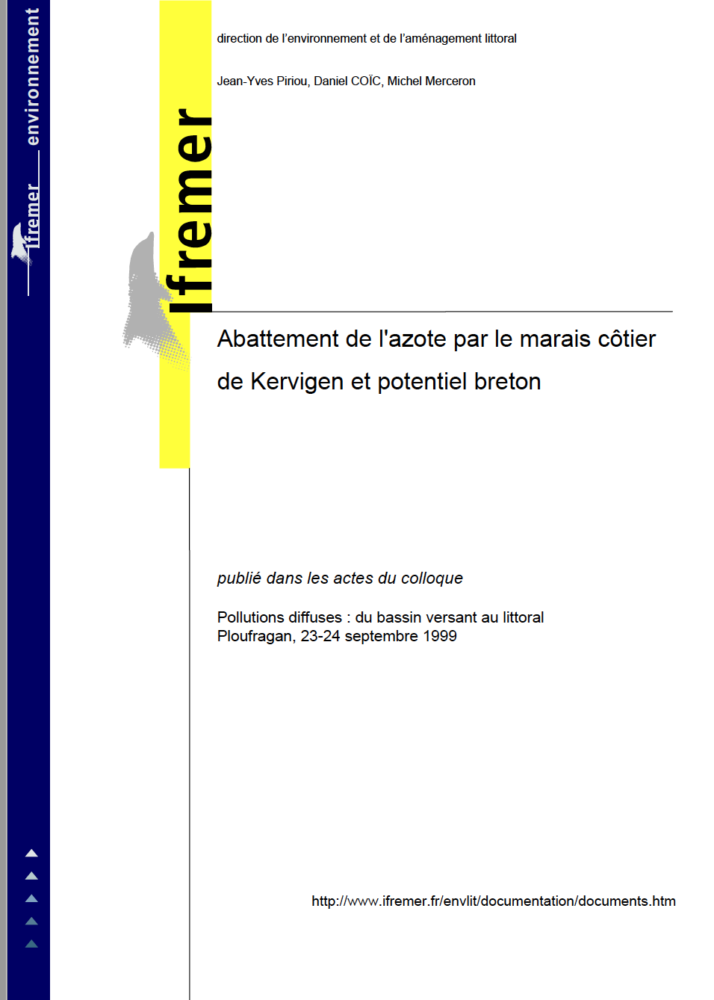 environnement
Ifremer
direction de l'environnement et de l'aménagement littoral
Jean-Yves Piriou, Daniel COÏC, Michel Merceron
Ifremer
Abattement de l'azote par le marais côtier
de Kervigen et potentiel breton
publié dans les actes du colloque
Pollutions diffuses : du bassin versant au littoral
Ploufragan, 23-24 septembre 1999
http://www.ifremer.fr/envlit/documentation/documents.htm